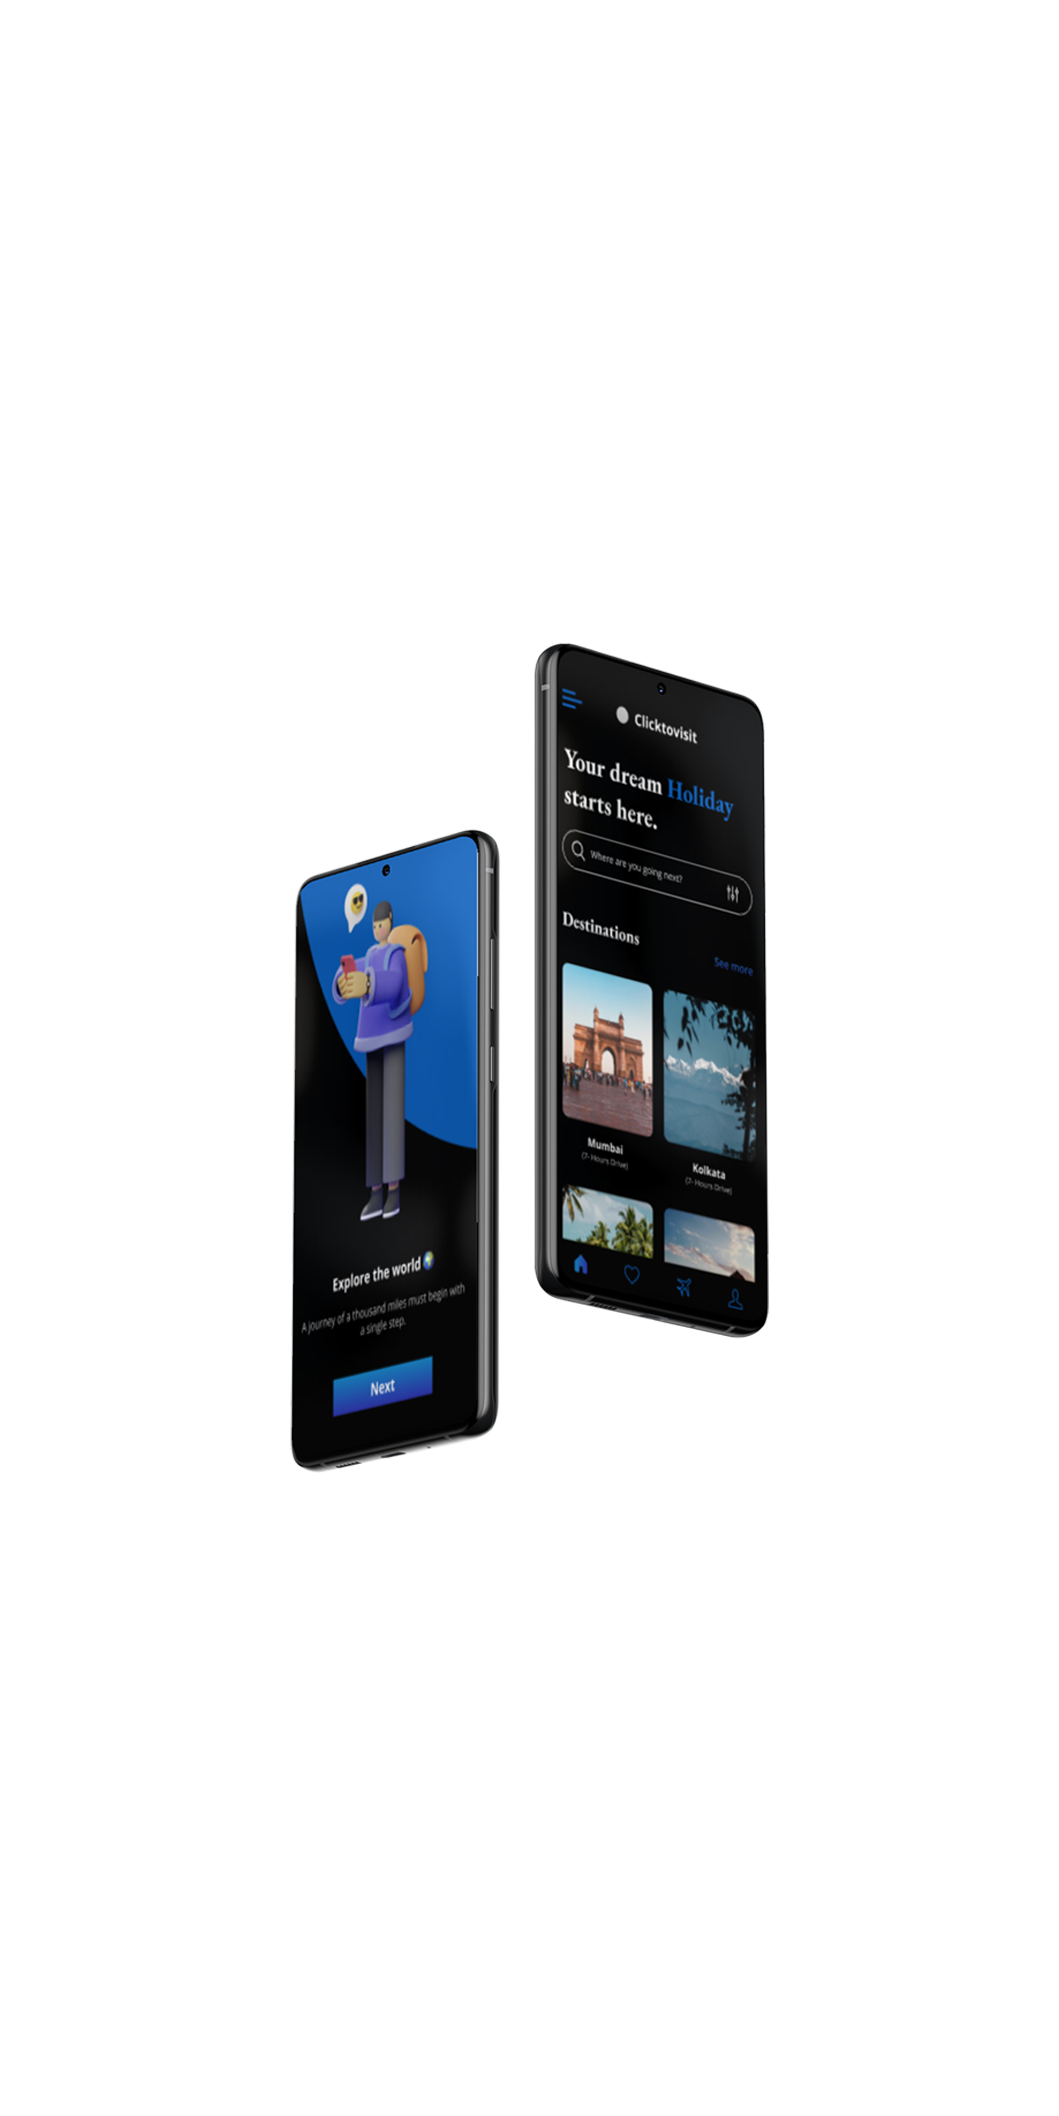 Clicktovisit
Your dream Holiday
starts here.
Where are you going next?
Destinations
See more
Mumbai
(7- Hours Drive)
Kolkata
(7- Hours Drive)
Explore the world
A journey of a thousand miles must begin with
a single step.
Next